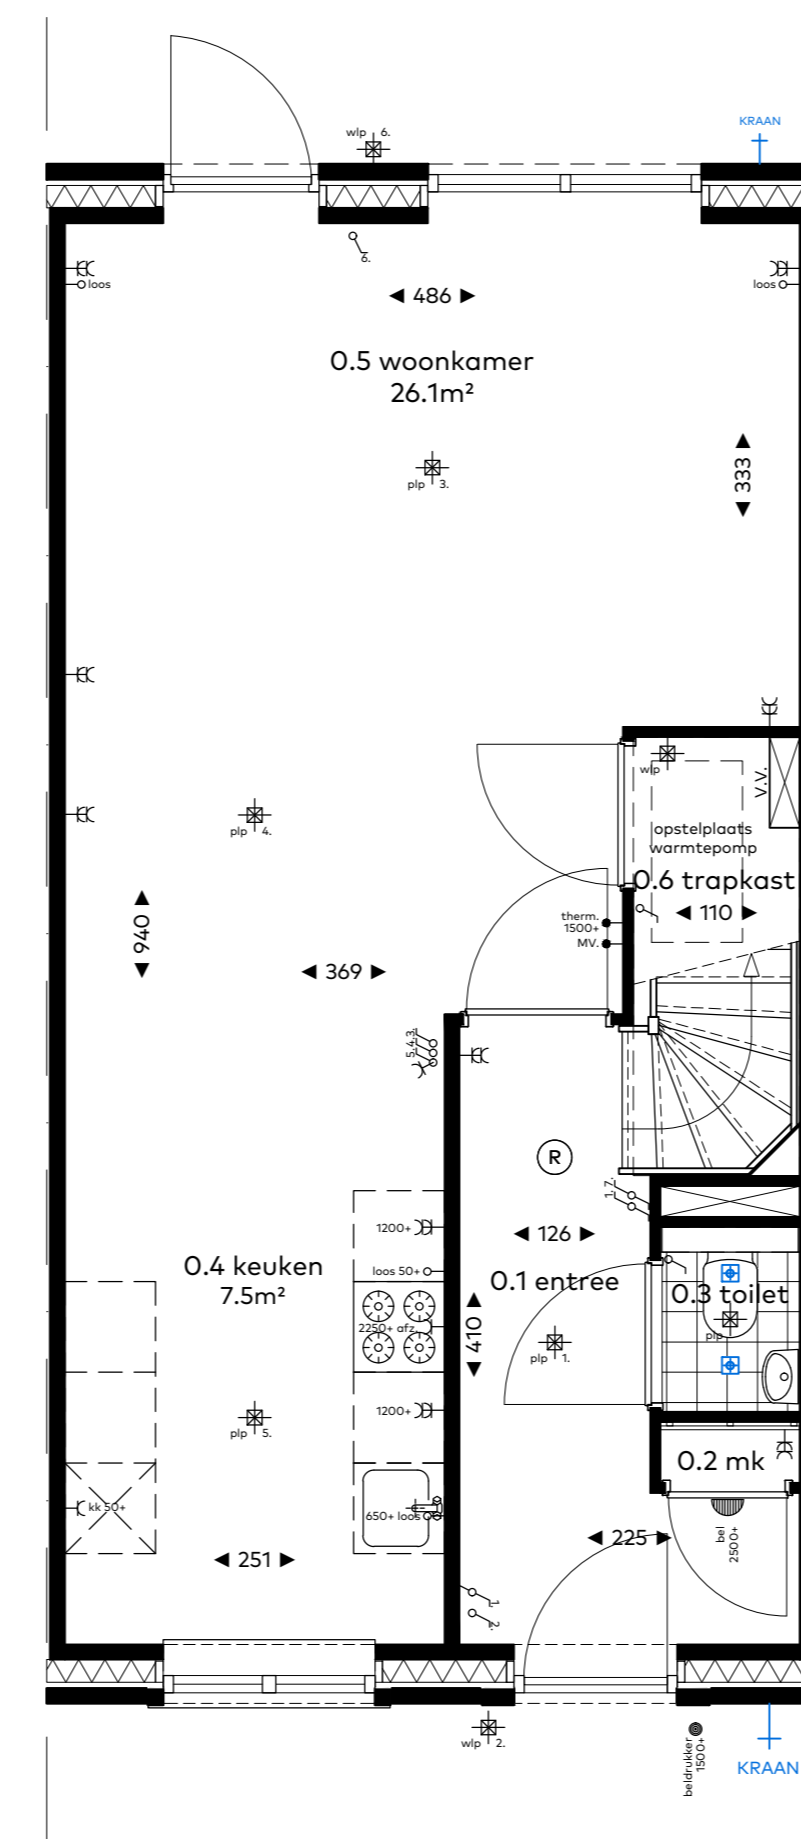 wlp 6.
KRAAN
6.
loos
loos
486
0.5 woonkamer
26.1m²
333
plp 3.
wlp
V.V.
opstelplaats
warmtepomp
0.6 trapkast
110
plp 4.
940
therm.
1500+
MV.
369
5.4.3.
R
1.7.
1200+
126
0.4 keuken
7.5m²
loos 50+
0.1 entree
0.3 toilet
2250+ afz.
410
plp
plp 1.
1200+
plp 5.
0.2 mk
kk 50+
650+ loos
bel
2500+
225
251
1.
2.
wlp 2.
beldrukker
1500+
KRAAN